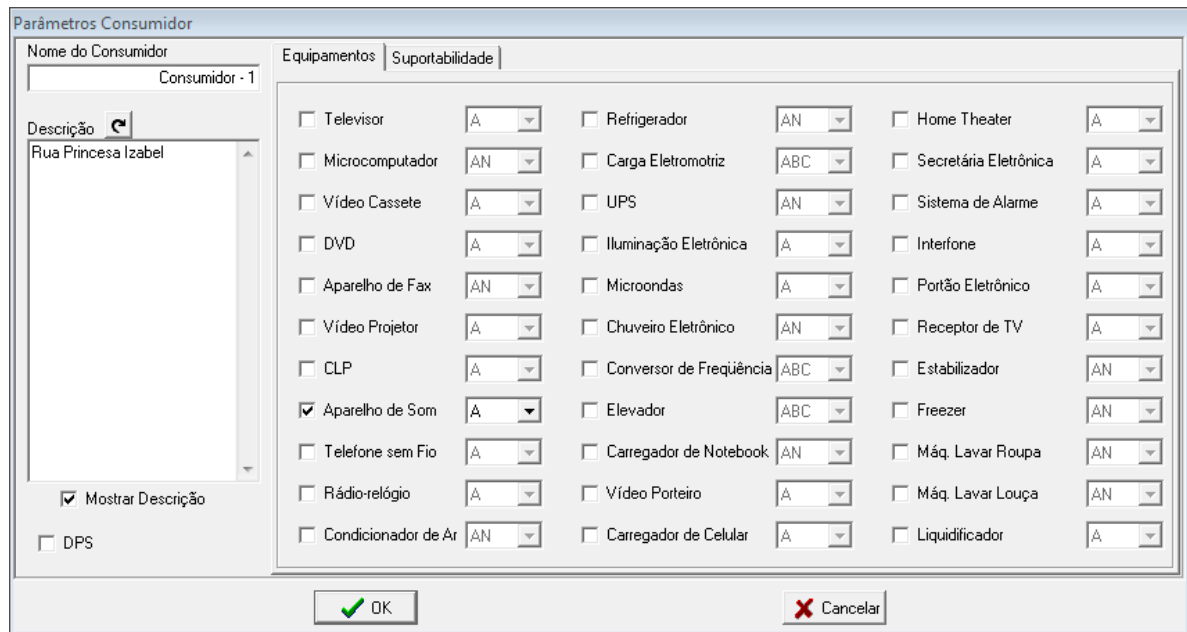 Parâmetros Consumidor
Nome do Consumidor
Consumidor - 1
Descrição
Rua Princesa Izabel
Mostrar Descrição
DPS
Equipamentos Suportabilidade
Televisor A Refrigerador AN Home Theater A
Microcomputador AN Carga Eletromotriz ABC Secretária Eletrônica A
Vídeo Cassete A UPS AN Sistema de Alarme A
DVD A Iluminação Eletrônica A Interfone A
Aparelho de Fax AN Microondas A Portão Eletrônico A
Vídeo Projetor A Chuveiro Eletrônico AN Receptor de TV A
CLP A Conversor de Freqüência ABC Estabilizador AN
Aparelho de Som A Elevador ABC Freezer AN
Telefone sem Fio A Carregador de Notebook AN Máq. Lavar Roupa AN
Rádio-relógio A Vídeo Porteiro A Máq. Lavar Louça AN
Condicionador de Ar AN Carregador de Celular A Liquidificador A
OK Cancelar